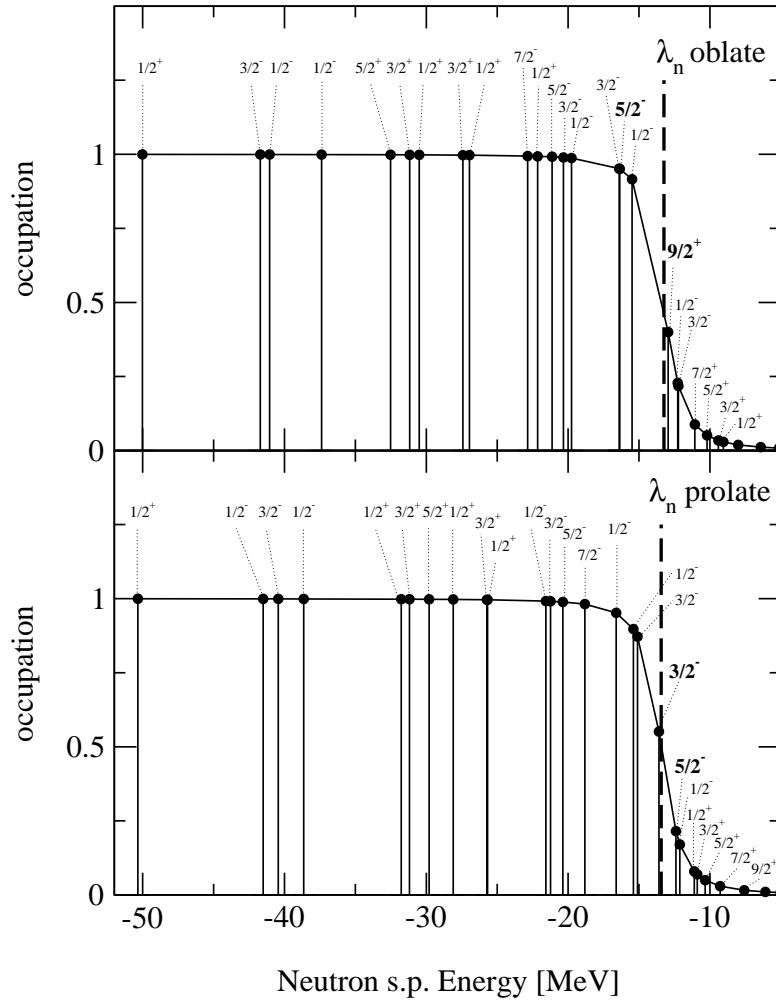 λn oblate
1/2+ 3/2- 1/2- 1/2- 5/2+ 3/2+ 1/2+ 3/2+ 1/2+ 7/2- 1/2+ 5/2- 3/2- 1/2- 3/2- 5/2- 1/2-
9/2+
1/2-
3/2-
7/2+
5/2+
3/2+
1/2+
1
0.5
0
occupation
λn prolate
1/2+ 1/2- 3/2- 1/2- 1/2+ 3/2+ 5/2+ 1/2+ 3/2+ 1/2+ 1/2- 3/2- 5/2- 7/2- 1/2-
1/2-
3/2-
3/2-
5/2-
1/2-
1/2+
3/2+
5/2+
7/2+
9/2+
1
0.5
0
occupation
-50 -40 -30 -20 -10
Neutron s.p. Energy [MeV]